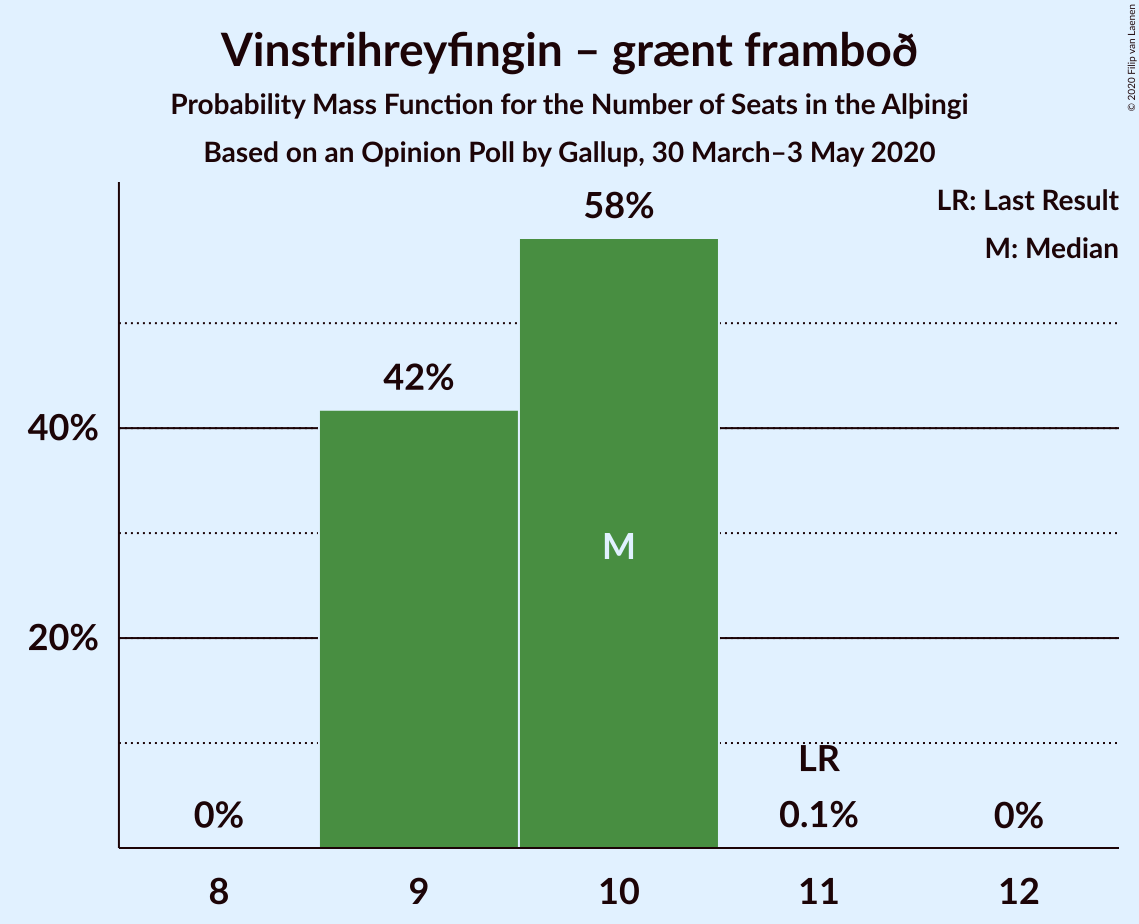 Vinstrihreyfingin – grænt framboð
Probability Mass Function for the Number of Seats in the Alþingi
Based on an Opinion Poll by Gallup, 30 March–3 May 2020
© 2020 Filip van Laenen
LR: Last Result
M: Median
58%
42%
40%
M
20%
LR
0%
0.1%
0%
8
9
10
11
12